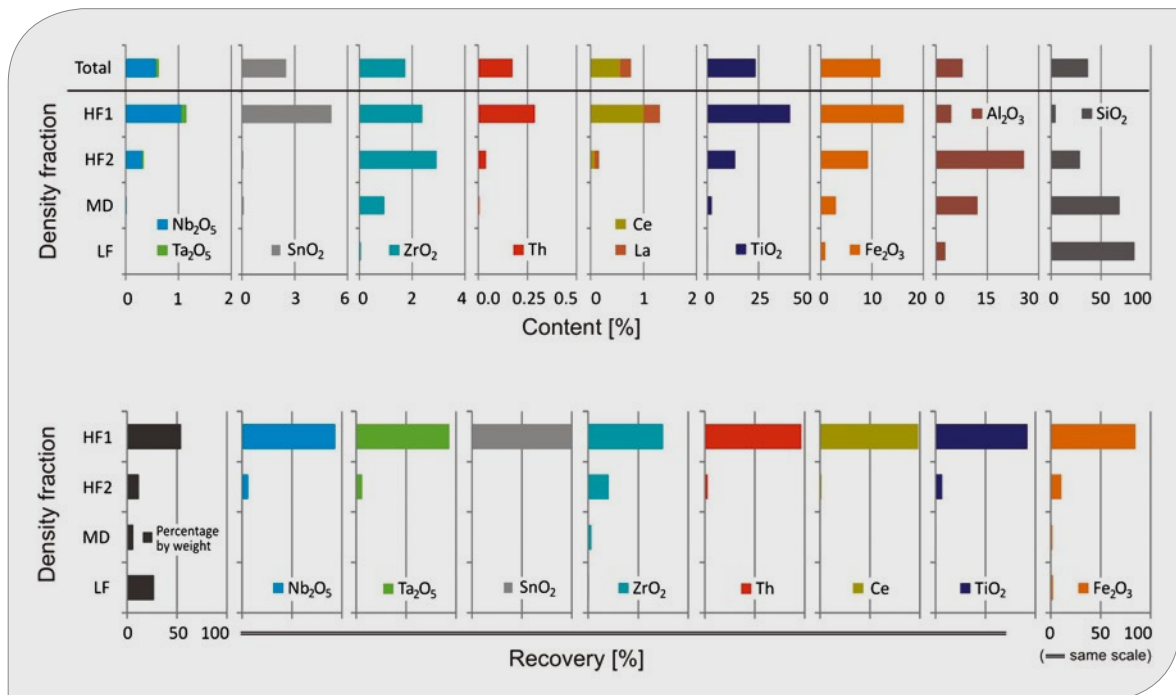 Density fraction
Total
HF1
HF2
MD
LF
Nb₂O₅
Ta₂O₅
SnO₂
ZrO₂
Th
Ce
La
TiO₂
Fe₂O₃
Al₂O₃
SiO₂
0 1 2
0 3 6
0 2 4
0.0 0.25 0.5
0 1 2
0 25 50
0 10 20
0 15 30
0 50 100
Content [%]
Density fraction
HF1
HF2
MD
LF
Percentage
by weight
Nb₂O₅
Ta₂O₅
SnO₂
ZrO₂
Th
Ce
TiO₂
Fe₂O₃
0 50 100
0 50 100
Recovery [%]
(═ same scale)